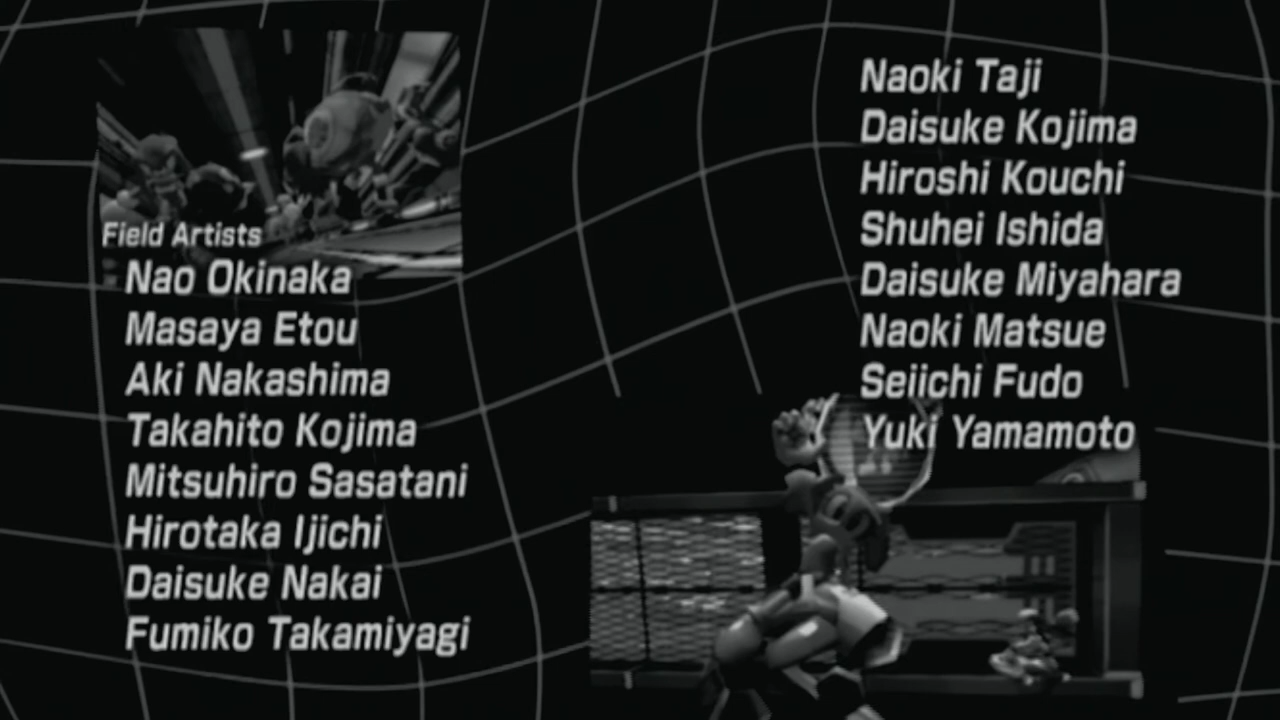 Field Artists
Nao Okinaka
Masaya Etou
Aki Nakashima
Takahito Kojima
Mitsuhiro Sasatani
Hirotaka Ijichi
Daisuke Nakai
Fumiko Takamiyagi
Naoki Taji
Daisuke Kojima
Hiroshi Kouchi
Shuhei Ishida
Daisuke Miyahara
Naoki Matsue
Seiichi Fudo
Yuki Yamamoto